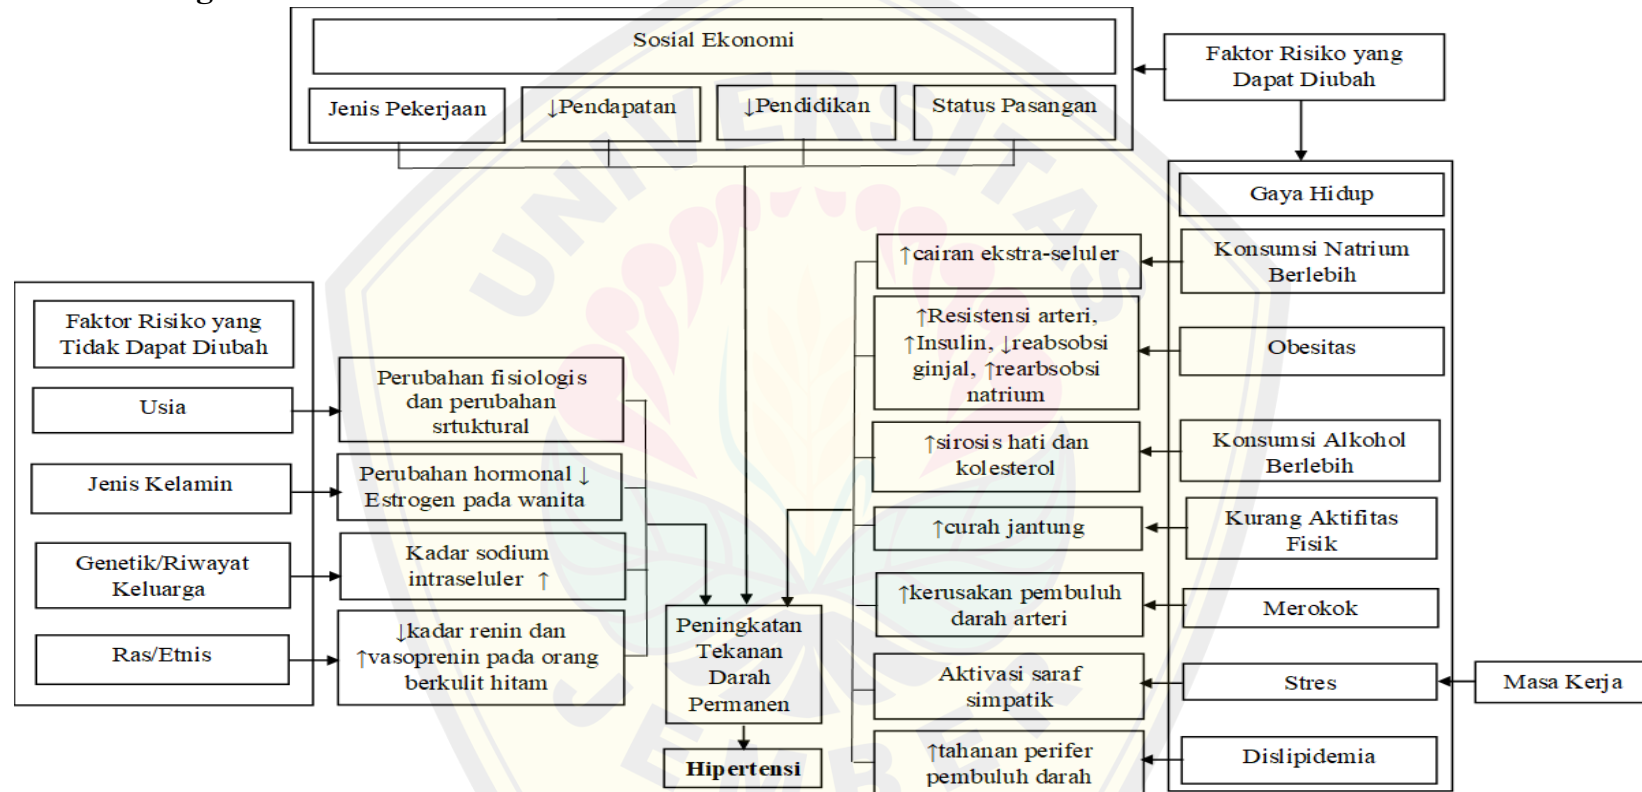 Sosial Ekonomi
Faktor Risiko yang
Dapat Diubah
Jenis Pekerjaan
↓Pendapatan
↓Pendidikan
Status Pasangan
Gaya Hidup
↑cairan ekstra-seluler
Konsumsi Natrium
Berlebih
Faktor Risiko yang
Tidak Dapat Diubah
↑Resistensi arteri,
↑Insulin, ↓reabsobsi
ginjal, ↑rearbsobsi
natrium
Obesitas
Usia
Perubahan fisiologis
dan perubahan
srtuktural
↑sirosis hati dan
kolesterol
Konsumsi Alkohol
Berlebih
Jenis Kelamin
Perubahan hormonal ↓
Estrogen pada wanita
↑curah jantung
Kurang Aktifitas
Fisik
Genetik/Riwayat
Keluarga
Kadar sodium
intraseluler ↑
↑kerusakan pembuluh
darah arteri
Merokok
Ras/Etnis
↓kadar renin dan
↑vasoprenin pada orang
berkulit hitam
Peningkatan
Tekanan
Darah
Permanen
Aktivasi saraf
simpatik
Stres
Masa Kerja
Hipertensi
↑tahanan perifer
pembuluh darah
Dislipidemia
UNIVERSITAS
JEMBER